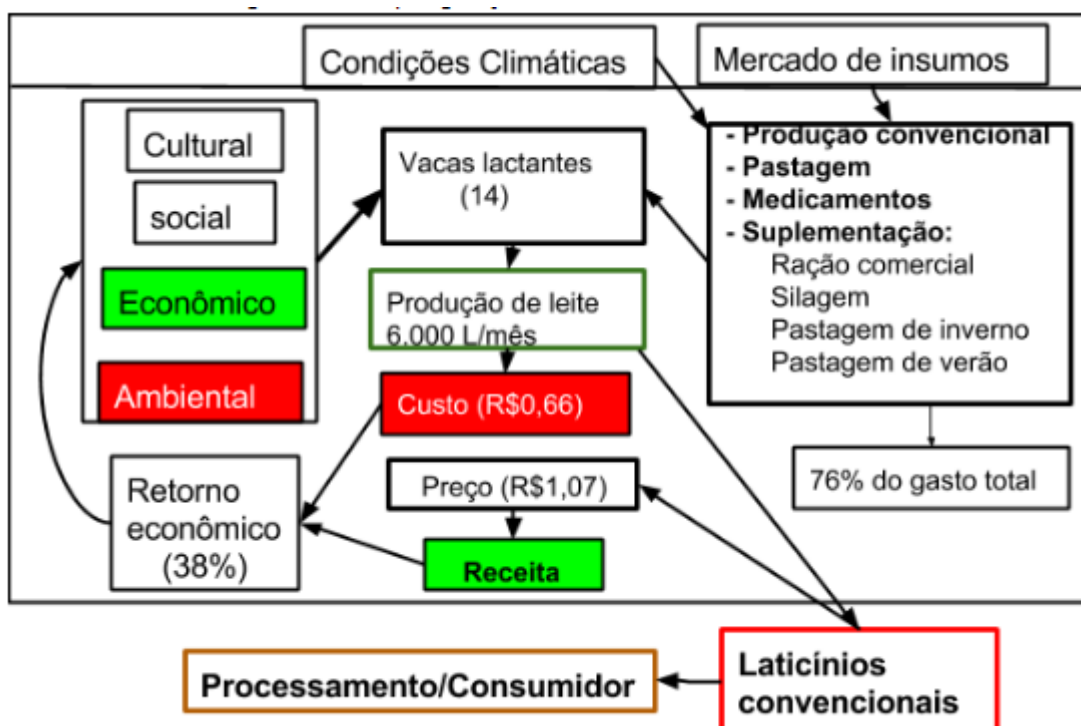 Condições Climáticas
Mercado de insumos
Cultural
social
Econômico
Ambiental
Vacas lactantes
(14)
- Produção convencional
- Pastagem
- Medicamentos
- Suplementação:
Ração comercial
Silagem
Pastagem de inverno
Pastagem de verão
Produção de leite
6.000 L/mês
Custo (R$0,66)
76% do gasto total
Preço (R$1,07)
Retorno
econômico
(38%)
Receita
Processamento/Consumidor
Laticínios
convencionais